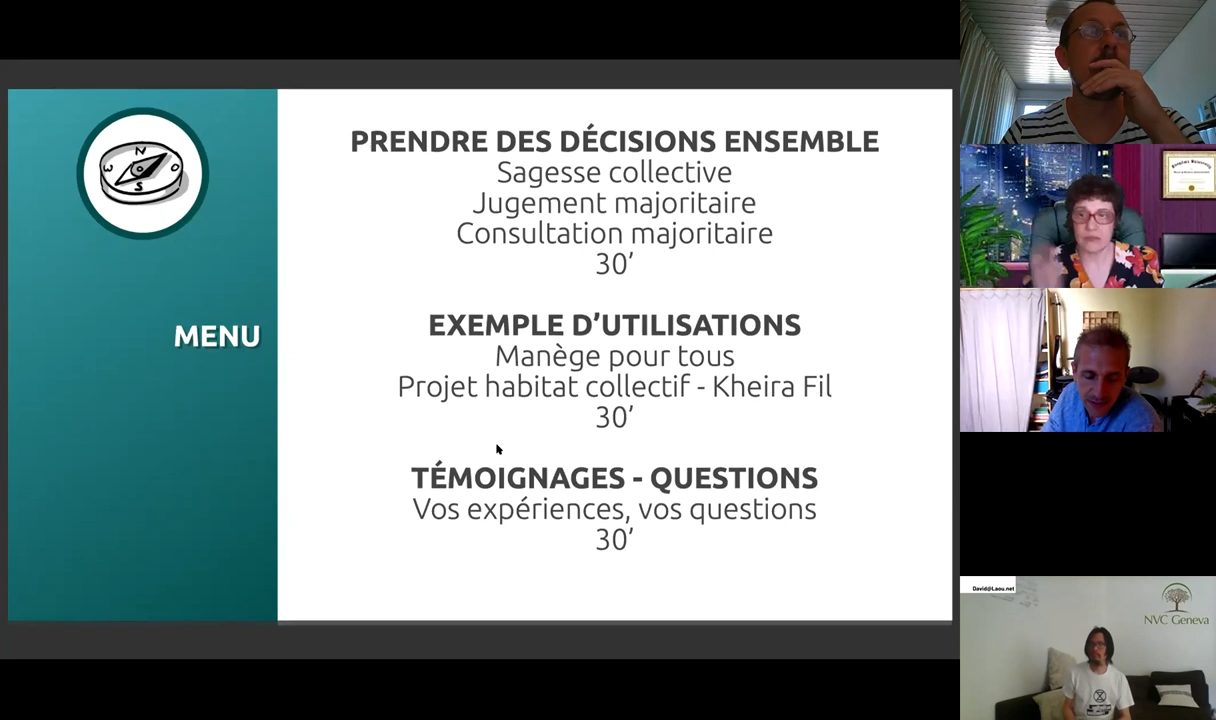 PRENDRE DES DÉCISIONS ENSEMBLE
Sagesse collective
Jugement majoritaire
Consultation majoritaire
30’
MENU
EXEMPLE D’UTILISATIONS
Manège pour tous
Projet habitat collectif - Kheira Fil
30’
TÉMOIGNAGES - QUESTIONS
Vos expériences, vos questions
30’
N
W
O
S
David@Laou.net
NVC Geneva